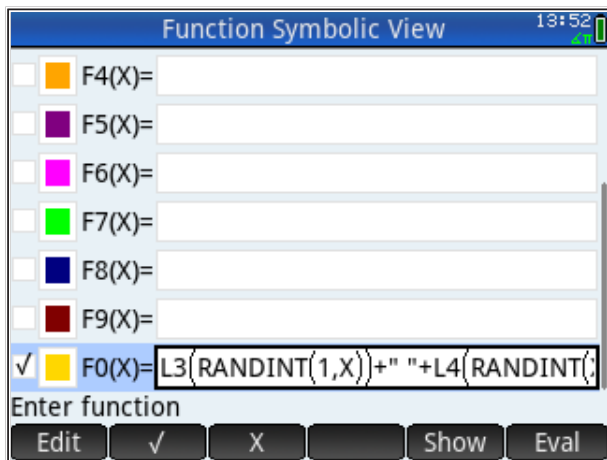 Function Symbolic View 13:52
∡π
F4(X)=
F5(X)=
F6(X)=
F7(X)=
F8(X)=
F9(X)=
√ F0(X)= L3(RANDINT(1,X))+" "+L4(RANDINT(
Enter function
Edit √ X Show Eval